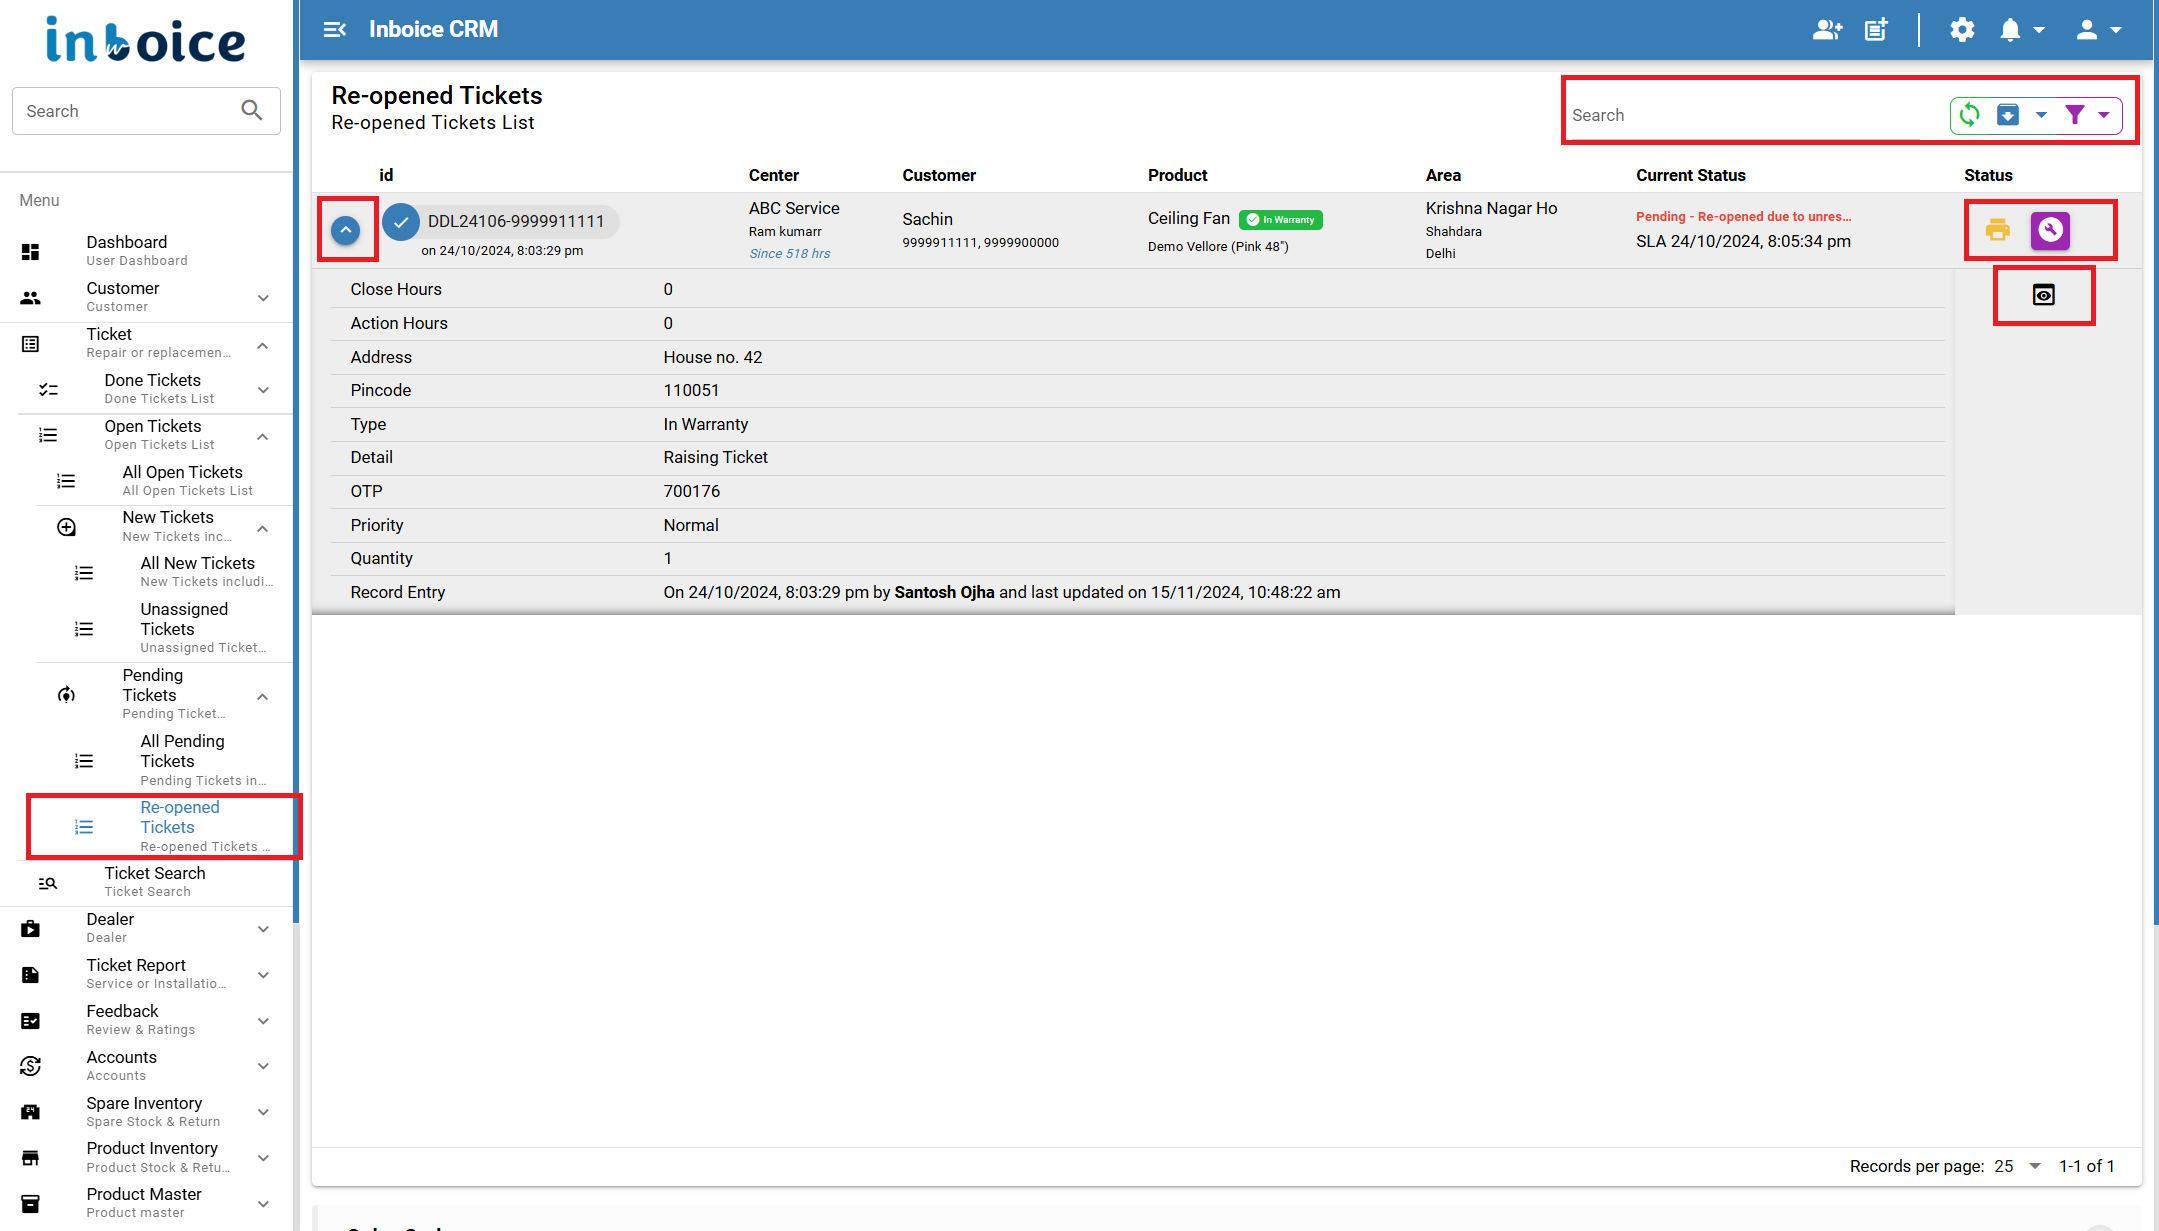 inboice
Search
Menu
Dashboard
User Dashboard
Customer
Customer
Ticket
Repair or replacemen...
Done Tickets
Done Tickets List
Open Tickets
Open Tickets List
All Open Tickets
All Open Tickets List
New Tickets
New Tickets inc...
All New Tickets
New Tickets includi...
Unassigned
Tickets
Unassigned Ticket...
Pending
Tickets
Pending Ticket...
All Pending
Tickets
Pending Tickets in...
Re-opened
Tickets
Re-opened Tickets ...
Ticket Search
Ticket Search
Dealer
Dealer
Ticket Report
Service or Installatio...
Feedback
Review & Ratings
Accounts
Accounts
Spare Inventory
Spare Stock & Return
Product Inventory
Product Stock & Retu...
Product Master
Product master
Inboice CRM
Re-opened Tickets
Re-opened Tickets List
Search
id Center Customer Product Area Current Status Status
DDL24106-9999911111
on 24/10/2024, 8:03:29 pm
ABC Service
Ram kumarr
Since 518 hrs
Sachin
9999911111, 9999900000
Ceiling Fan In Warranty
Demo Vellore (Pink 48")
Krishna Nagar Ho
Shahdara
Delhi
Pending - Re-opened due to unres...
SLA 24/10/2024, 8:05:34 pm
Close Hours 0
Action Hours 0
Address House no. 42
Pincode 110051
Type In Warranty
Detail Raising Ticket
OTP 700176
Priority Normal
Quantity 1
Record Entry On 24/10/2024, 8:03:29 pm by Santosh Ojha and last updated on 15/11/2024, 10:48:22 am
Records per page: 25 1-1 of 1